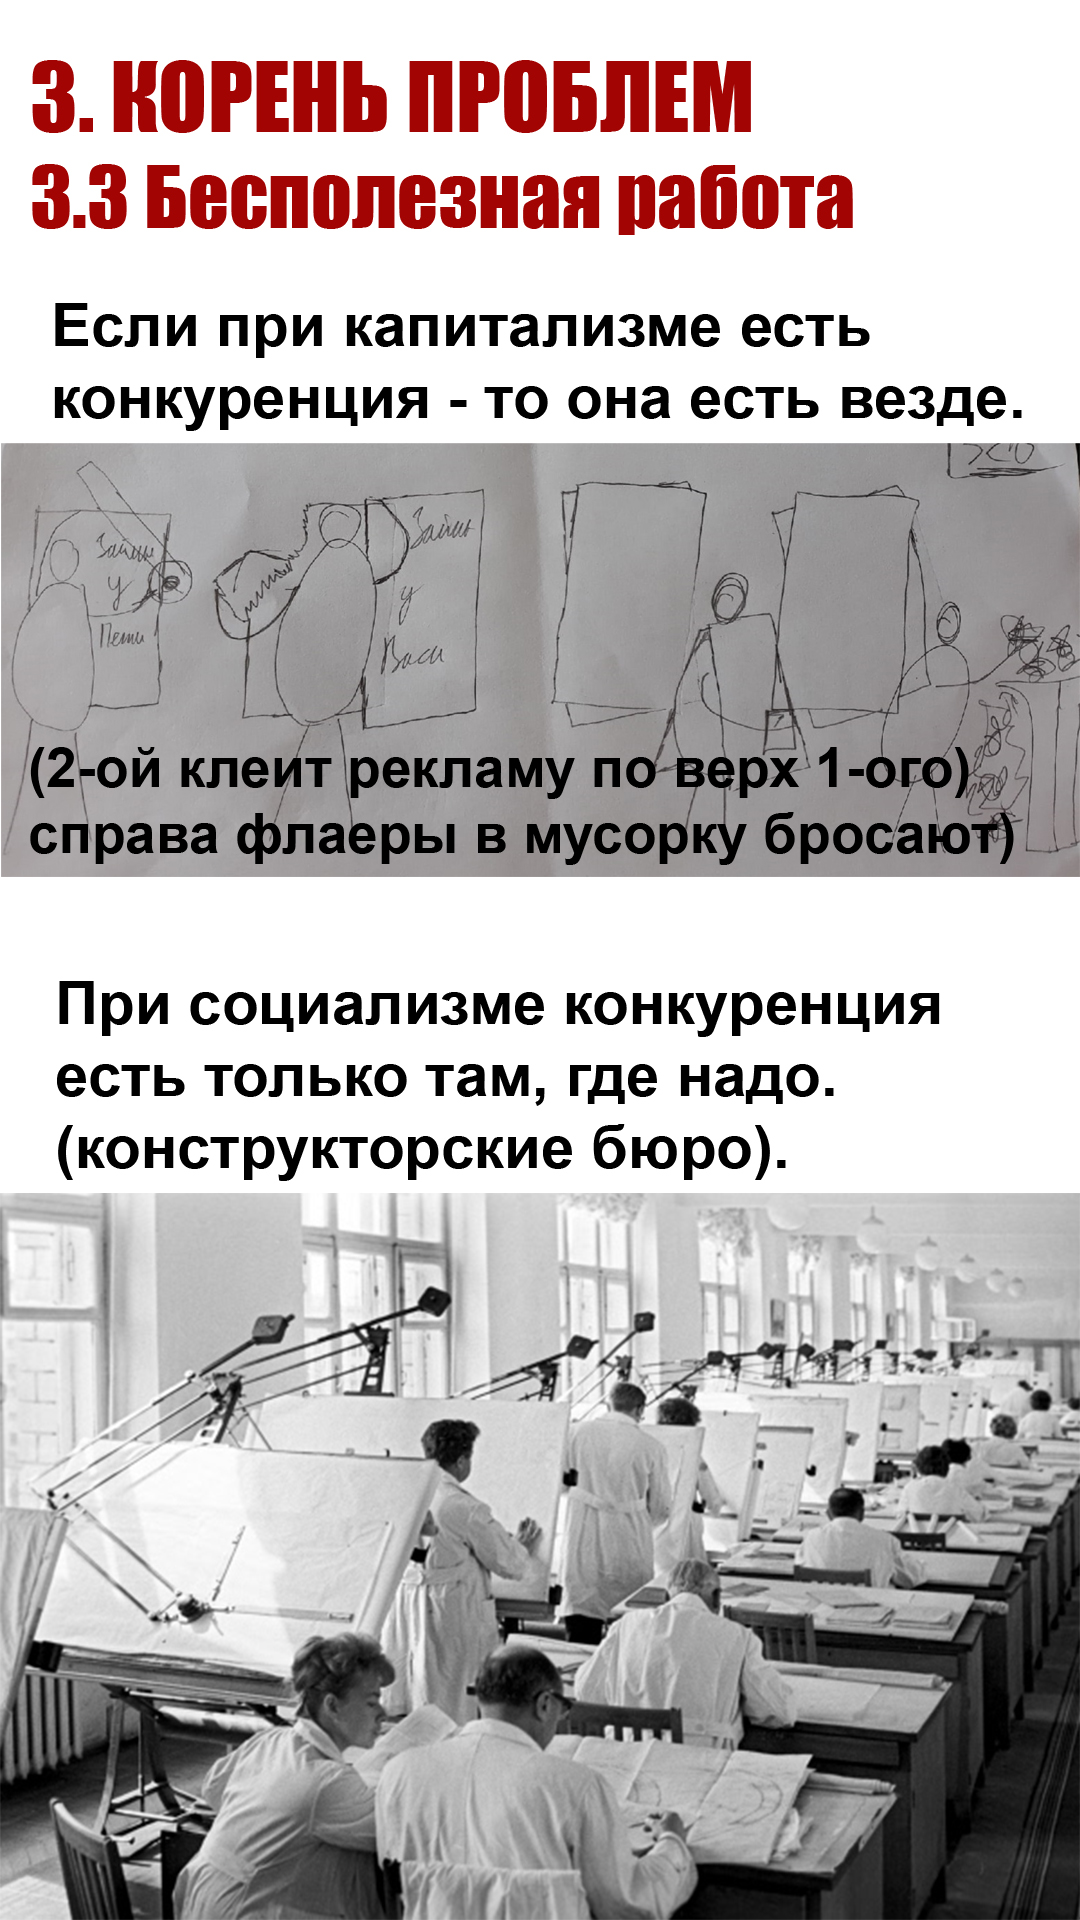 3. КОРЕНЬ ПРОБЛЕМ
3.3 Бесполезная работа
Если при капитализме есть
конкуренция - то она есть везде.
Займы
у
Пети
Займы
у
Васи
(2-ой клеит рекламу по верх 1-ого)
справа флаеры в мусорку бросают)
При социализме конкуренция
есть только там, где надо.
(конструкторские бюро).